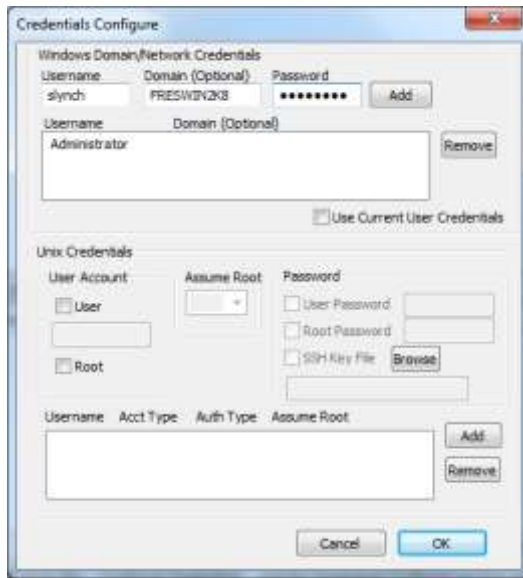 Credentials Configure
Windows Domain/Network Credentials
Username Domain (Optional) Password
slynch FRESWIN2K8 ●●●●●●●● Add
Username Domain (Optional)
Administrator
Remove
Use Current User Credentials
Unix Credentials
User Account Assume Root Password
User User Password
Root Password
Root SSH Key File Browse
Username Acct Type Auth Type Assume Root
Add
Remove
Cancel OK